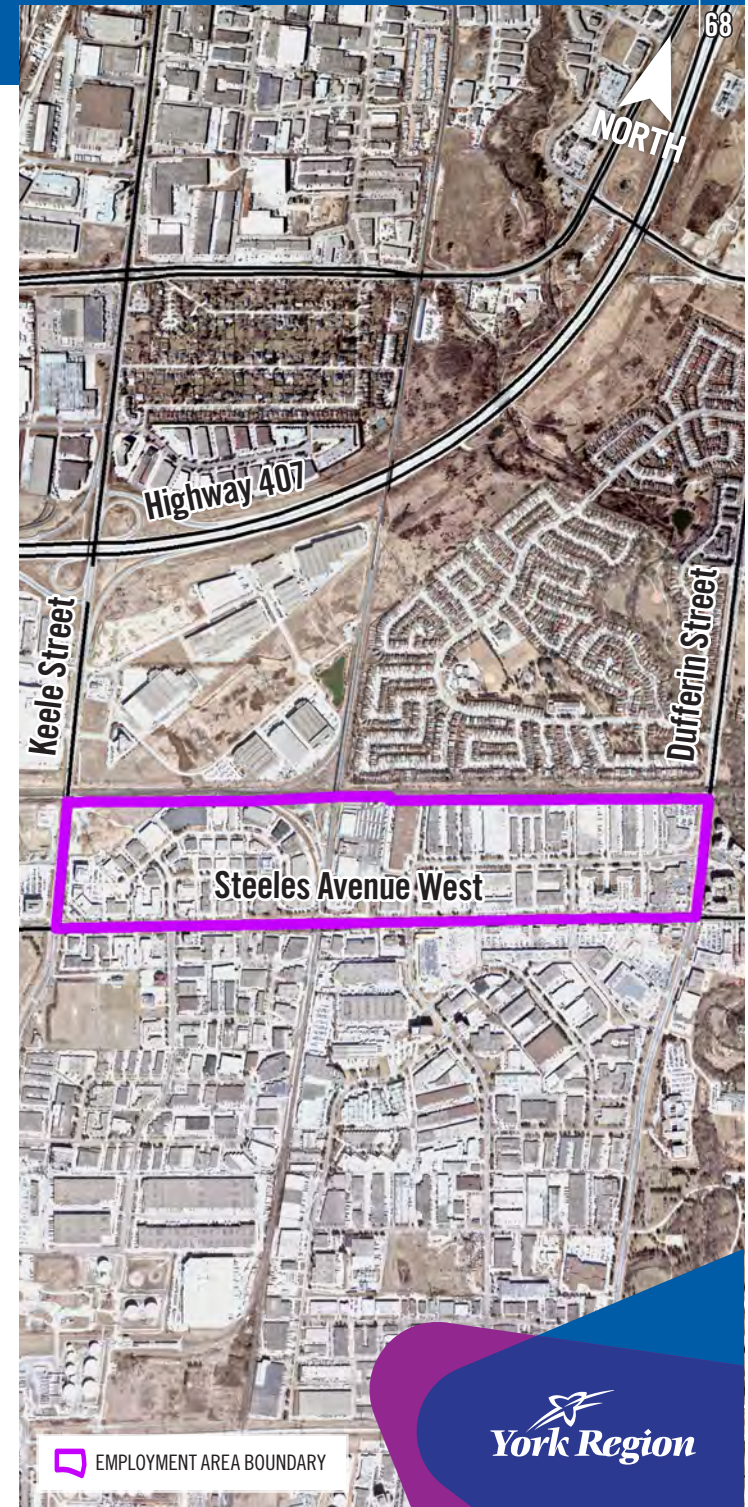 68
NORTH
Highway 407
Keele Street
Dufferin Street
Steeles Avenue West
EMPLOYMENT AREA BOUNDARY
York Region